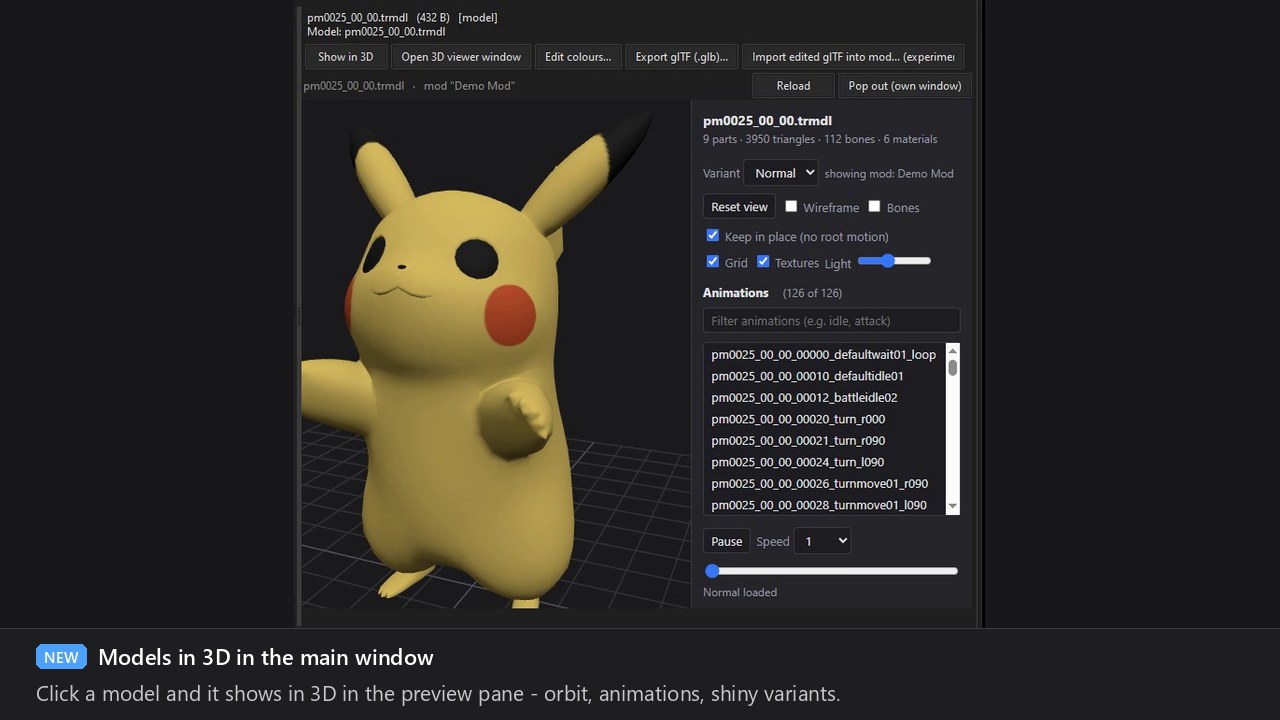 pm0025_00_00.trmdl (432 B) [model]
Model: pm0025_00_00.trmdl
Show in 3D Open 3D viewer window Edit colours... Export glTF (.glb)... Import edited glTF into mod... (experimer
pm0025_00_00.trmdl · mod "Demo Mod" Reload Pop out (own window)
pm0025_00_00.trmdl
9 parts · 3950 triangles · 112 bones · 6 materials
Variant Normal showing mod: Demo Mod
Reset view Wireframe Bones
Keep in place (no root motion)
Grid Textures Light
Animations (126 of 126)
Filter animations (e.g. idle, attack)
pm0025_00_00_00000_defaultwait01_loop
pm0025_00_00_00010_defaultidle01
pm0025_00_00_00012_battleidle02
pm0025_00_00_00020_turn_r000
pm0025_00_00_00021_turn_r090
pm0025_00_00_00024_turn_l090
pm0025_00_00_00026_turnmove01_r090
pm0025_00_00_00028_turnmove01_l090
Pause Speed 1
Normal loaded
NEW Models in 3D in the main window
Click a model and it shows in 3D in the preview pane - orbit, animations, shiny variants.